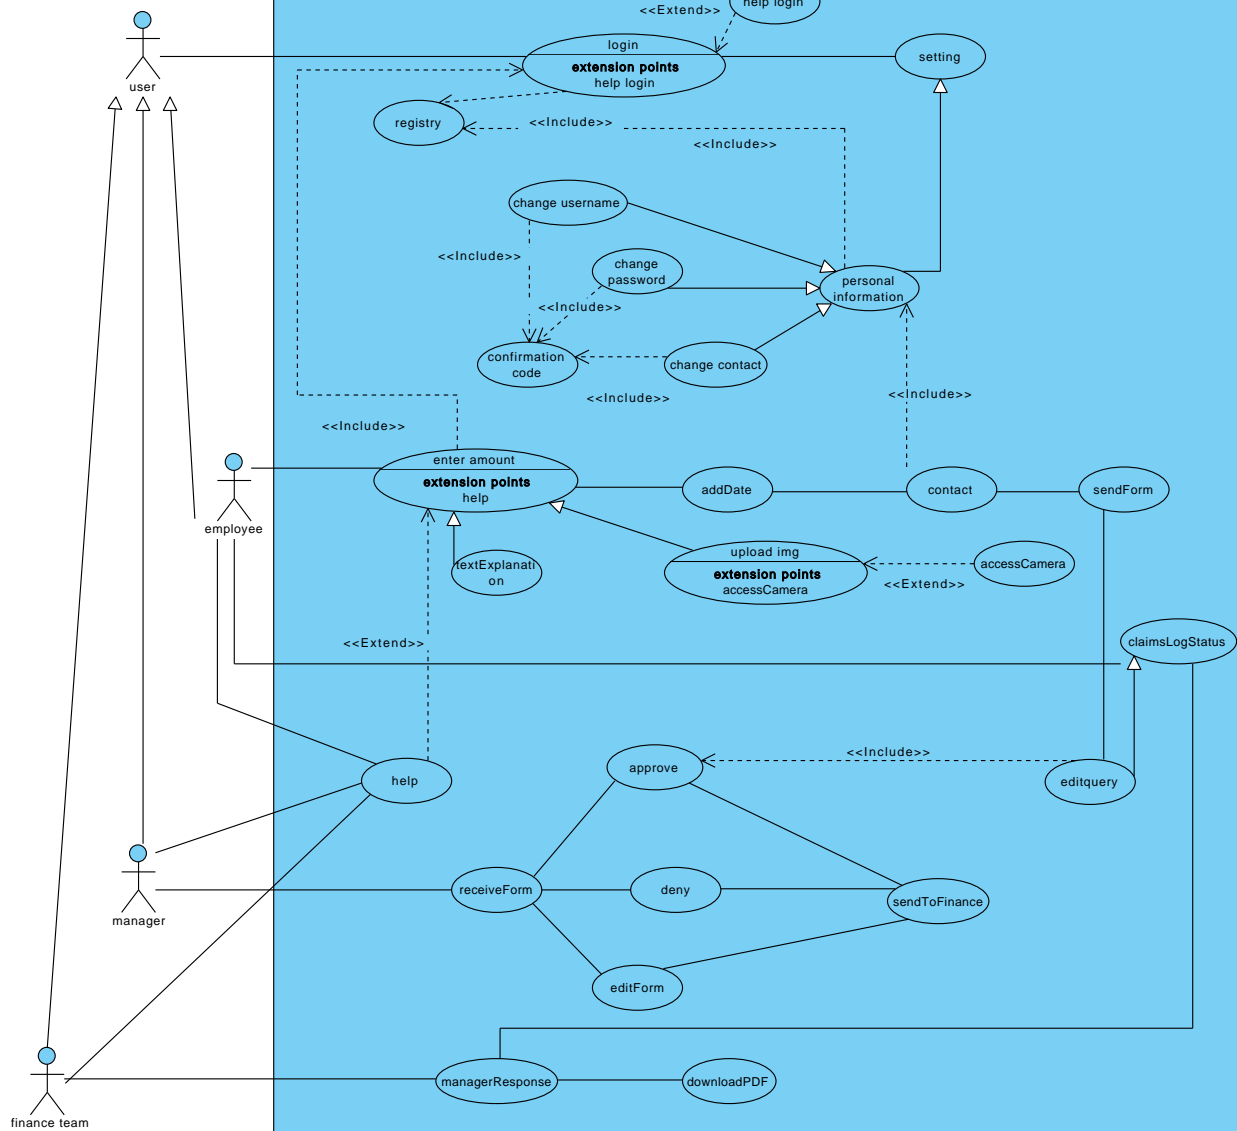 help login
<<Extend>>
login
extension points
help login
setting
user
registry
<<Include>>
<<Include>>
change username
<<Include>>
change
password
personal
information
<<Include>>
confirmation
code
change contact
<<Include>>
<<Include>>
<<Include>>
enter amount
extension points
help
addDate
contact
sendForm
employee
textExplanati
on
upload img
extension points
accessCamera
<<Extend>>
accessCamera
<<Extend>>
claimsLogStatus
<<Include>>
help
approve
editquery
manager
receiveForm
deny
sendToFinance
editForm
managerResponse
downloadPDF
finance team